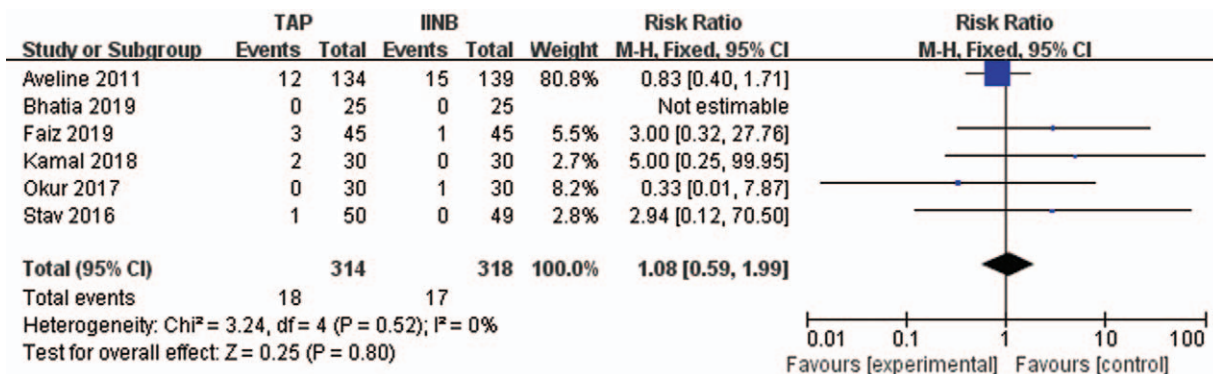 TAP IINB Risk Ratio Risk Ratio
Study or Subgroup Events Total Events Total Weight M-H, Fixed, 95% CI M-H, Fixed, 95% CI
Aveline 2011 12 134 15 139 80.8% 0.83 [0.40, 1.71]
Bhatia 2019 0 25 0 25 Not estimable
Faiz 2019 3 45 1 45 5.5% 3.00 [0.32, 27.76]
Kamal 2018 2 30 0 30 2.7% 5.00 [0.25, 99.95]
Okur 2017 0 30 1 30 8.2% 0.33 [0.01, 7.87]
Stav 2016 1 50 0 49 2.8% 2.94 [0.12, 70.50]
Total (95% CI) 314 318 100.0% 1.08 [0.59, 1.99]
Total events 18 17
Heterogeneity: Chi² = 3.24, df = 4 (P = 0.52); I² = 0%
Test for overall effect: Z = 0.25 (P = 0.80)
0.01 0.1 1 10 100
Favours [experimental] Favours [control]